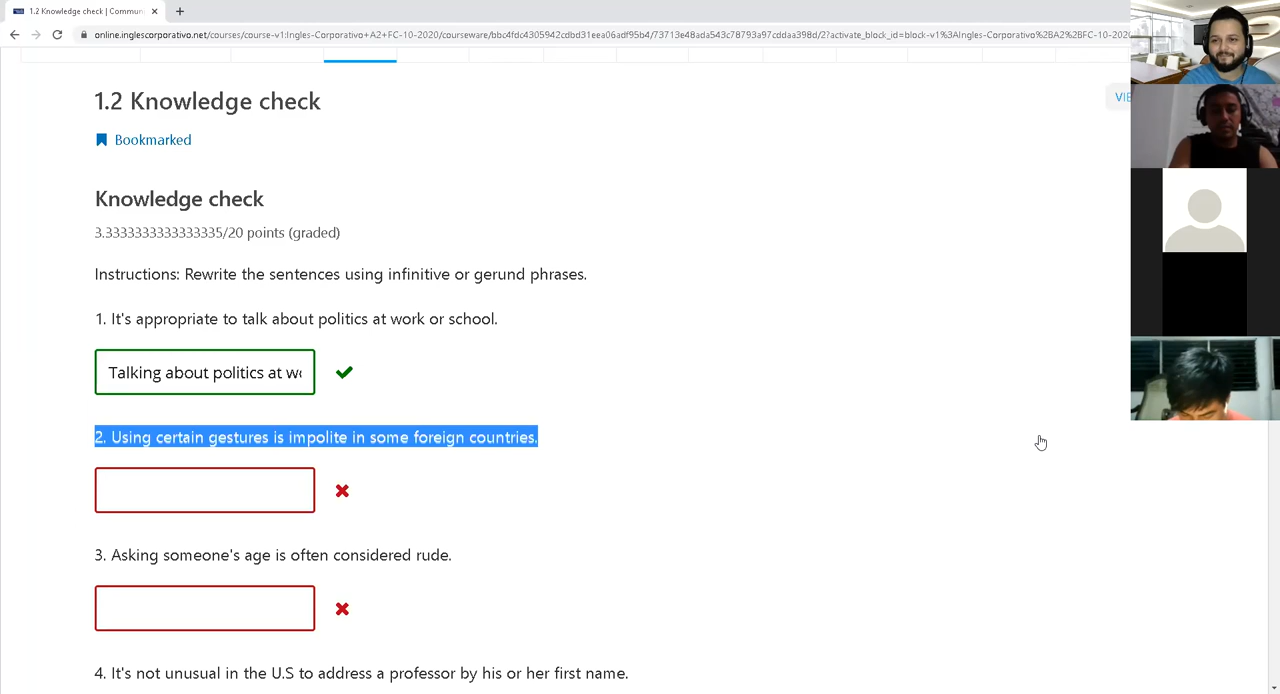 1.2 Knowledge check | Commun
online.inglescorporativo.net/courses/course-v1:Ingles-Corporativo+A2+FC-10-2020/courseware/bbc4fdc4305942cdbd31eea06adf95b4/73713e48ada543c78793a97cddaa398d/2?activate_block_id=block-v1%3AIngles-Corporativo%2BA2%2BFC-10-2020%
1.2 Knowledge check
VIE
Bookmarked
Knowledge check
3.3333333333333335/20 points (graded)
Instructions: Rewrite the sentences using infinitive or gerund phrases.
1. It's appropriate to talk about politics at work or school.
Talking about politics at wo
2. Using certain gestures is impolite in some foreign countries.
3. Asking someone's age is often considered rude.
4. It's not unusual in the U.S to address a professor by his or her first name.